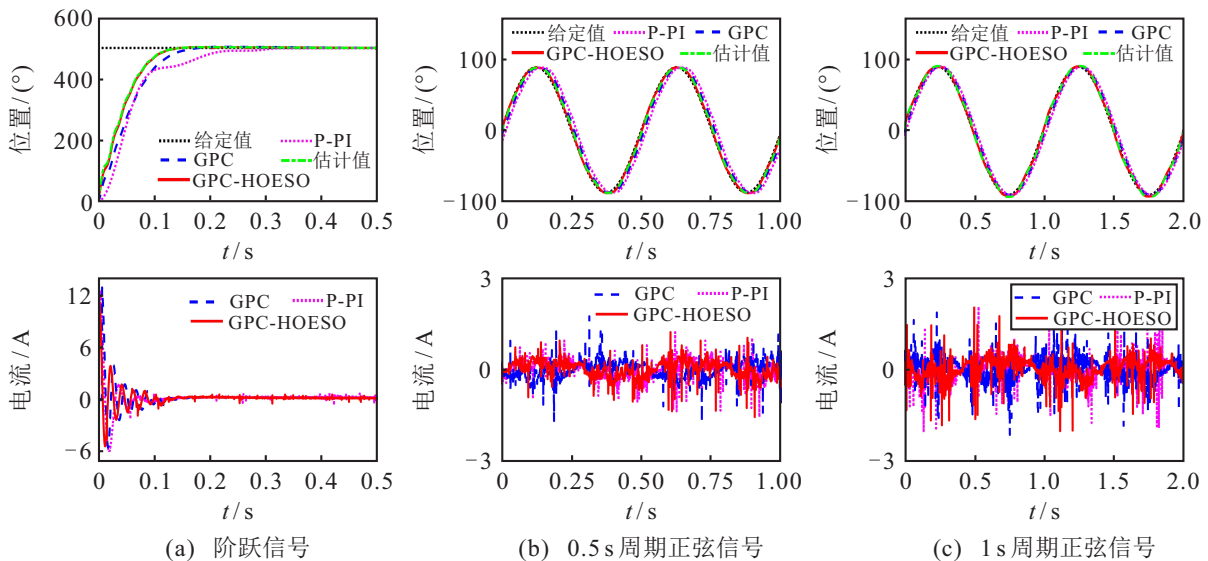 600
400
200
0
位置/(°)
给定值
P-PI
GPC
估计值
GPC-HOESO
0
0.1
0.2
0.3
0.4
0.5
t/s
100
0
−100
位置/(°)
给定值
P-PI
GPC
GPC-HOESO
估计值
0
0.25
0.50
0.75
1.00
t/s
100
0
−100
位置/(°)
给定值
P-PI
GPC
GPC-HOESO
估计值
0
0.5
1.0
1.5
2.0
t/s
12
6
0
−6
电流/A
GPC
P-PI
GPC-HOESO
0
0.1
0.2
0.3
0.4
0.5
t/s
(a) 阶跃信号
3
0
−3
电流/A
GPC
P-PI
GPC-HOESO
0
0.25
0.50
0.75
1.00
t/s
(b) 0.5 s 周期正弦信号
3
0
−3
电流/A
GPC
P-PI
GPC-HOESO
0
0.5
1.0
1.5
2.0
t/s
(c) 1 s 周期正弦信号